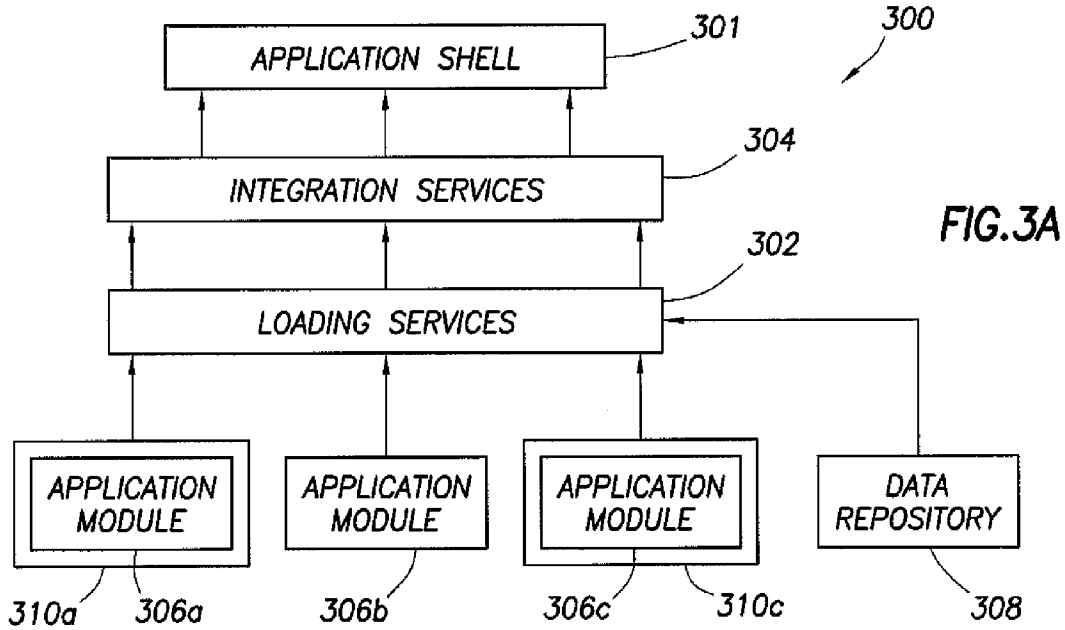 301
300
APPLICATION SHELL
304
INTEGRATION SERVICES
FIG.3A
302
LOADING SERVICES
APPLICATION
MODULE
APPLICATION
MODULE
APPLICATION
MODULE
DATA
REPOSITORY
310a
306a
306b
306c
310c
308